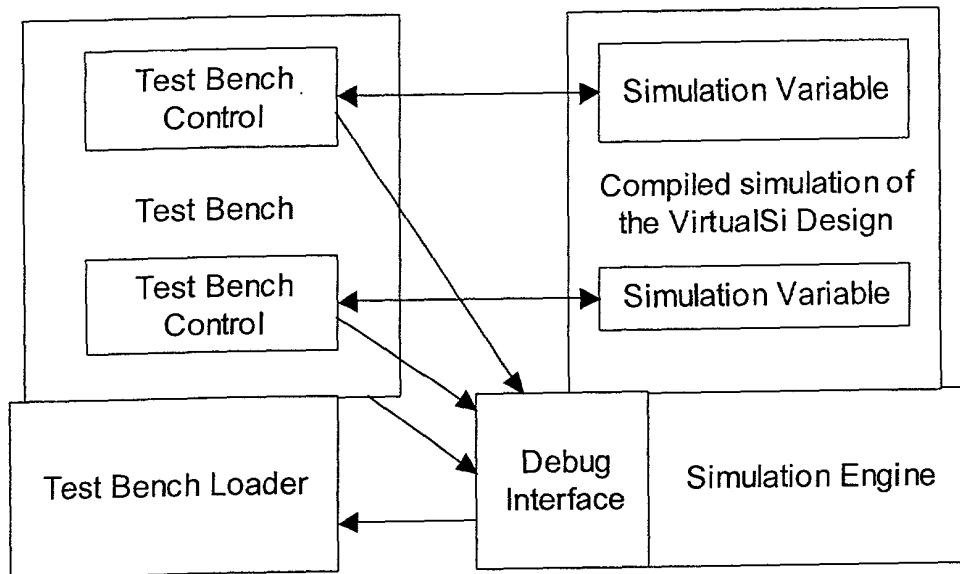 Test Bench
Control
Simulation Variable
Test Bench
Compiled simulation of
the VirtualSi Design
Test Bench
Control
Simulation Variable
Test Bench Loader
Debug
Interface
Simulation Engine